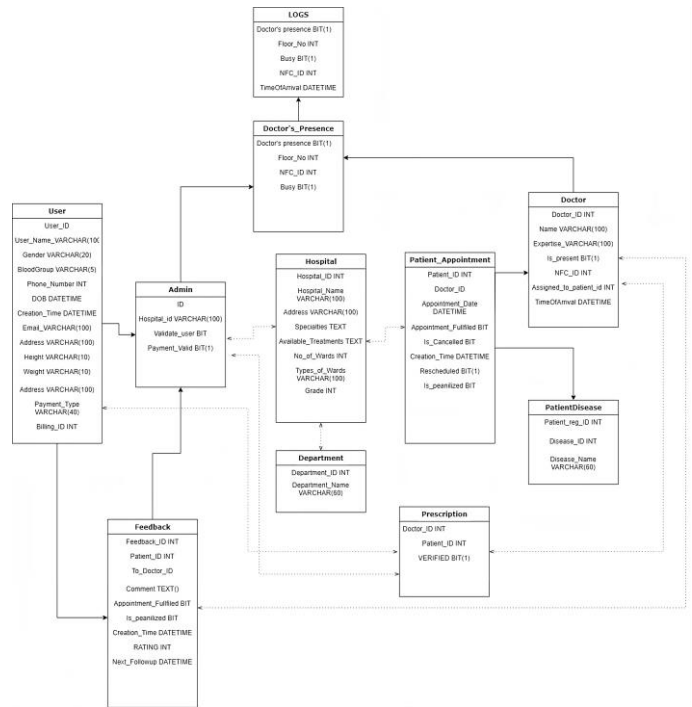 LOGS
Doctor's presence BIT(1)
Floor_No INT
Busy BIT(1)
NFC_ID INT
TimeOfArrival DATETIME
Doctor's_Presence
Doctor's presence BIT(1)
Floor_No INT
NFC_ID INT
Busy BIT(1)
User
User_ID
User_Name_VARCHAR(100
Gender VARCHAR(20)
BloodGroup VARCHAR(5)
Phone_Number INT
DOB DATETIME
Creation_Time DATETIME
Email_VARCHAR(100)
Address VARCHAR(100)
Height VARCHAR(10)
Weight VARCHAR(10)
Address VARCHAR(100)
Payment_Type
VARCHAR(40)
Billing_ID INT
Admin
ID
Hospital_id VARCHAR(100)
Validate_user BIT
Payment_Valid BIT(1)
Hospital
Hospital_ID INT
Hospital_Name
VARCHAR(100)
Address VARCHAR(100)
Specialties TEXT
Available_Treatments TEXT
No_of_Wards INT
Types_of_Wards
VARCHAR(100)
Grade INT
Patient_Appointment
Patient_ID INT
Doctor_ID
Appointment_Date
DATETIME
Appointment_Fullfiled BIT
Is_Cancalled BIT
Creation_Time DATETIME
Rescheduled BIT(1)
Is_peanilized BIT
Doctor
Doctor_ID INT
Name VARCHAR(100)
Expertise_VARCHAR(100)
Is_present BIT(1)
NFC_ID INT
Assigned_to_patient_id INT
TimeOfArrival DATETIME
PatientDisease
Patient_reg_ID INT
Disease_ID INT
Disease_Name
VARCHAR(60)
Department
Department_ID INT
Department_Name
VARCHAR(60)
Prescription
Doctor_ID INT
Patient_ID INT
VERIFIED BIT(1)
Feedback
Feedback_ID INT
Patient_ID INT
To_Doctor_ID
Comment TEXT()
Appointment_Fullfiled BIT
Is_peanilized BIT
Creation_Time DATETIME
RATING INT
Next_Followup DATETIME